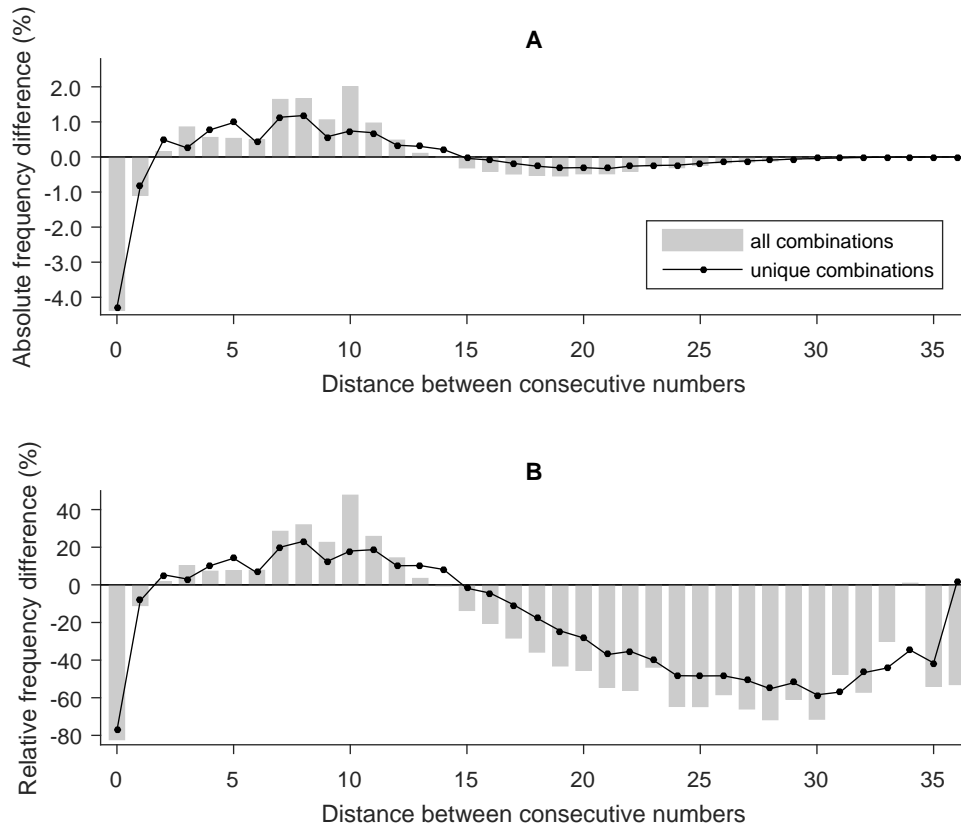 A
Absolute frequency difference (%)
2.0
1.0
0.0
-1.0
-2.0
-3.0
-4.0
all combinations
unique combinations
0 5 10 15 20 25 30 35
Distance between consecutive numbers
B
Relative frequency difference (%)
40
20
0
-20
-40
-60
-80
0 5 10 15 20 25 30 35
Distance between consecutive numbers